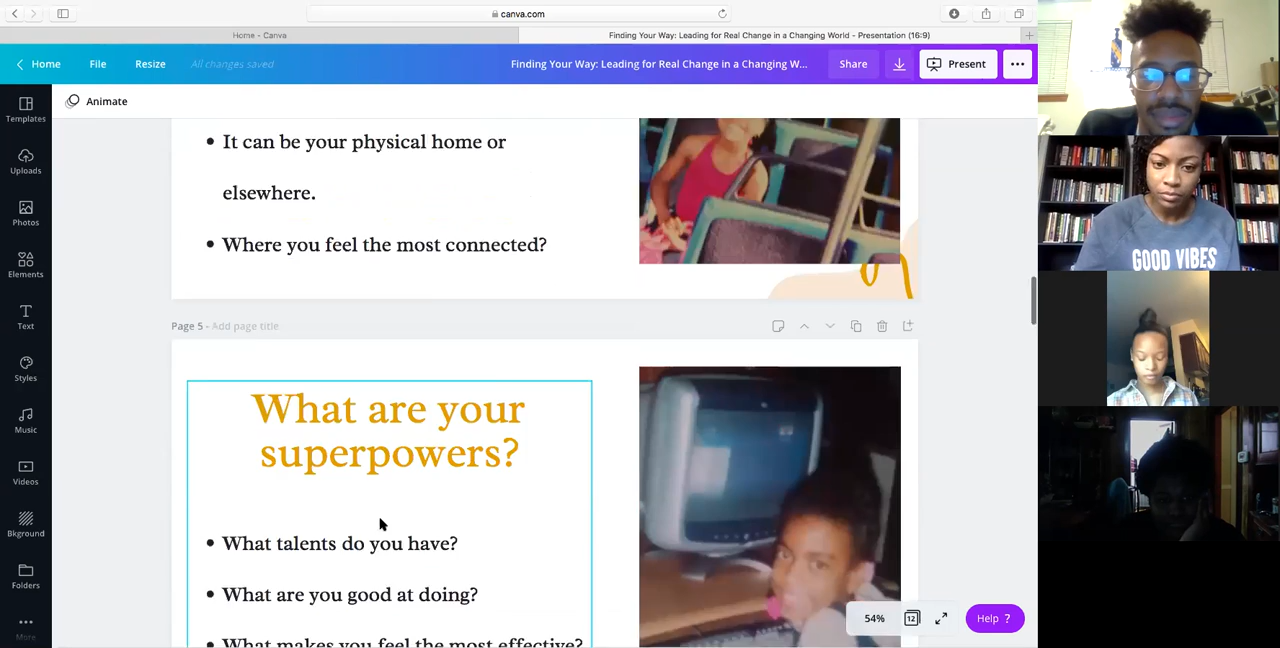 canva.com
Home - Canva
Finding Your Way: Leading for Real Change in a Changing World - Presentation (16:9)
Home
File
Resize
All changes saved
Finding Your Way: Leading for Real Change in a Changing W...
Share
Present
Animate
Templates
Uploads
Photos
Elements
Text
Styles
Music
Videos
Bkground
Folders
More
• It can be your physical home or
elsewhere.
• Where you feel the most connected?
Page 5 - Add page title
What are your
superpowers?
• What talents do you have?
• What are you good at doing?
• What makes you feel the most effective?
54%
12
Help ?
GOOD VIBES